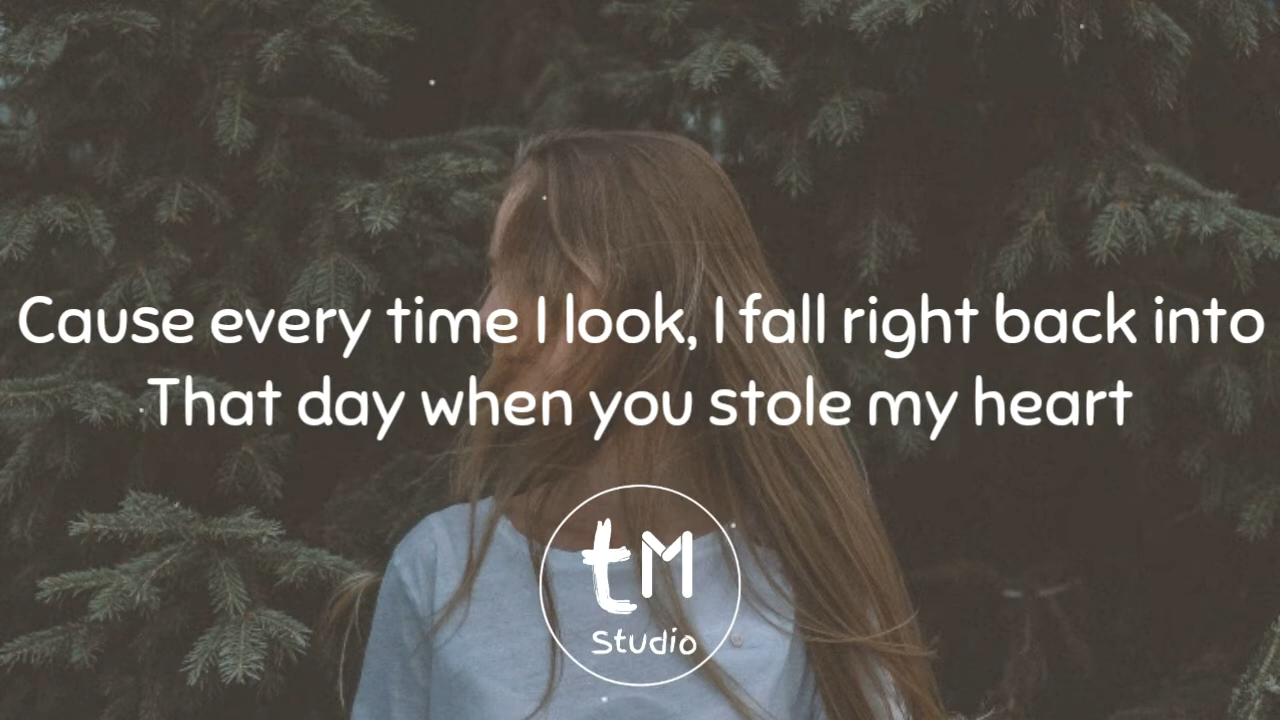 Cause every time I look, I fall right back into
That day when you stole my heart
tM
Studio